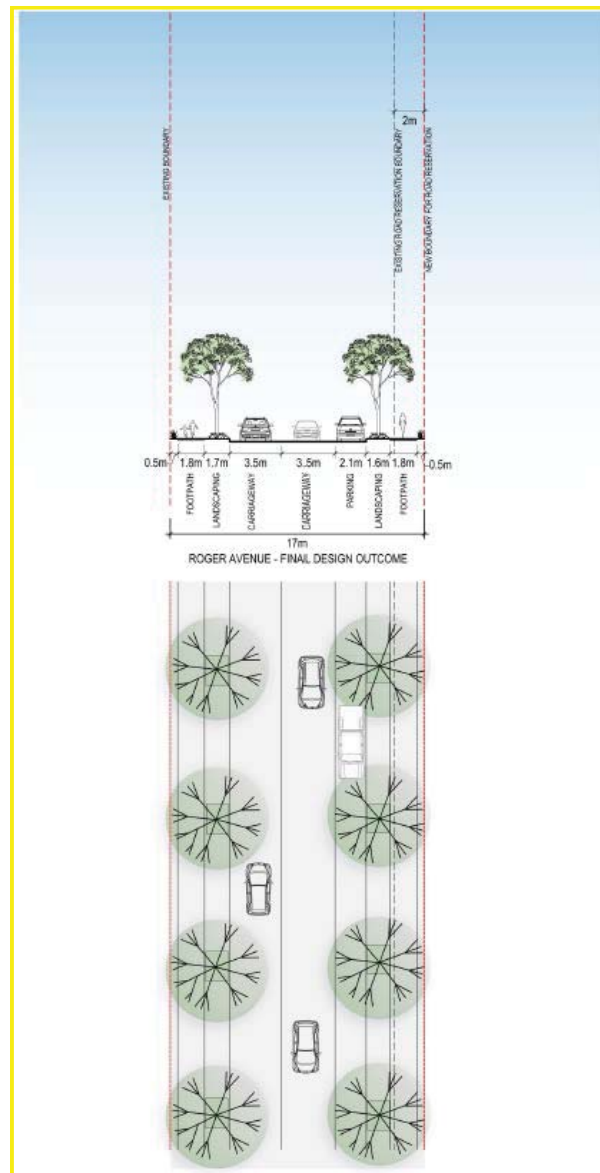 2m
EXISTING BOUNDARY
EXISTING ROAD RESERVATION BOUNDARY
NEW BOUNDARY FOR ROAD RESERVATION
0.5m 1.8m 1.7m 3.5m 3.5m 2.1m 1.6m 1.8m 0.5m
FOOTPATH
LANDSCAPING
CARRIAGEWAY
CARRIAGEWAY
PARKING
LANDSCAPING
FOOTPATH
17m
ROGER AVENUE - FINAIL DESIGN OUTCOME